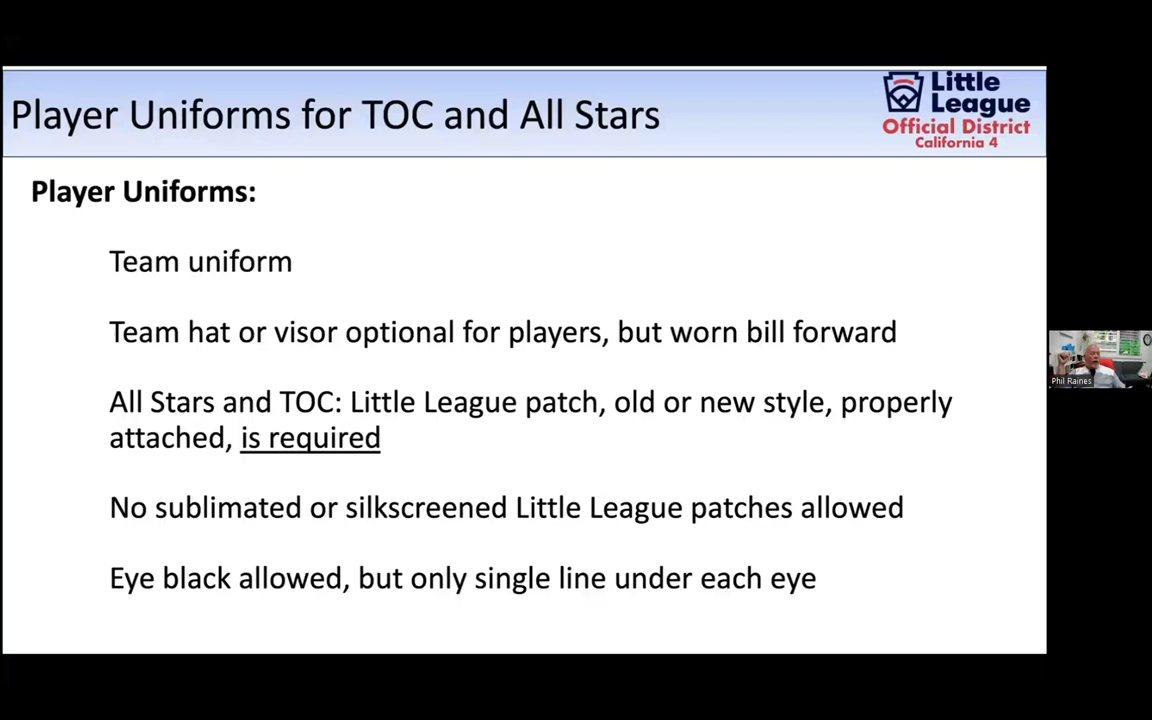 Player Uniforms for TOC and All Stars
Little
League
Official District
California 4
Player Uniforms:
Team uniform
Team hat or visor optional for players, but worn bill forward
All Stars and TOC: Little League patch, old or new style, properly
attached, is required
No sublimated or silkscreened Little League patches allowed
Eye black allowed, but only single line under each eye
Phil Raines